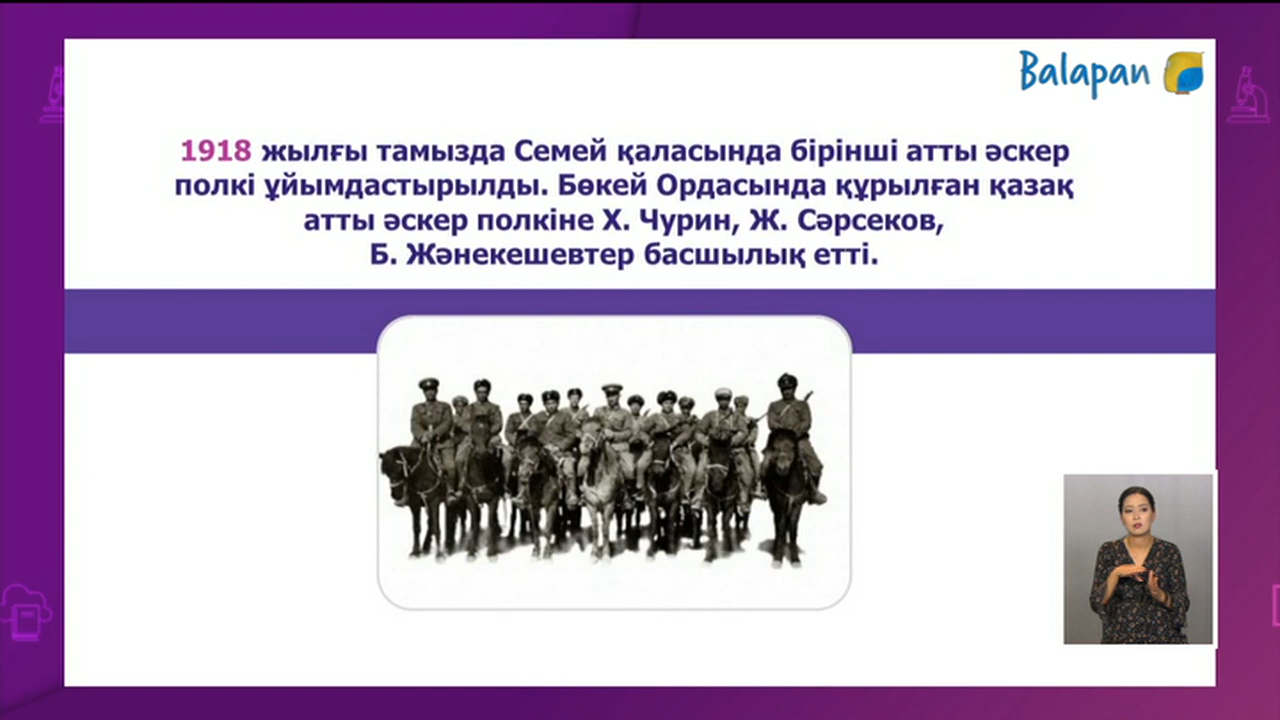 Balapan
1918 жылғы тамызда Семей қаласында бірінші атты әскер
полкі ұйымдастырылды. Бөкей Ордасында құрылған қазақ
атты әскер полкіне Х. Чурин, Ж. Сәрсеков,
Б. Жәнекешевтер басшылық етті.